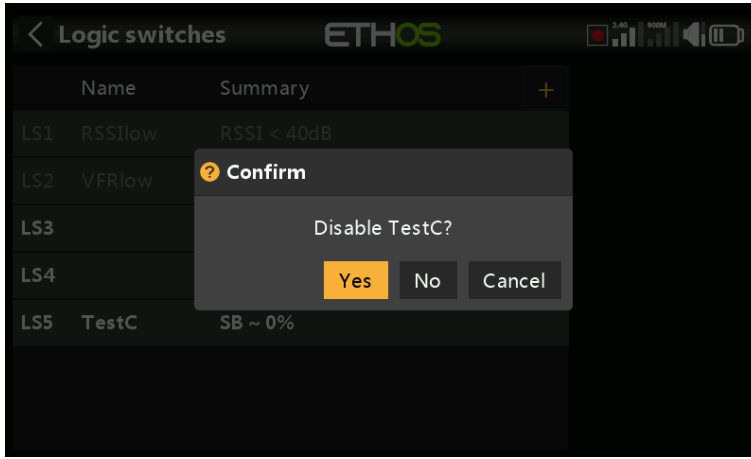 Logic switches ETHOS 2.4G 900M
Name Summary +
LS1 RSSIlow RSSI < 40dB
LS2 VFRlow
? Confirm
LS3
Disable TestC?
LS4
Yes No Cancel
LS5 TestC SB ~ 0%